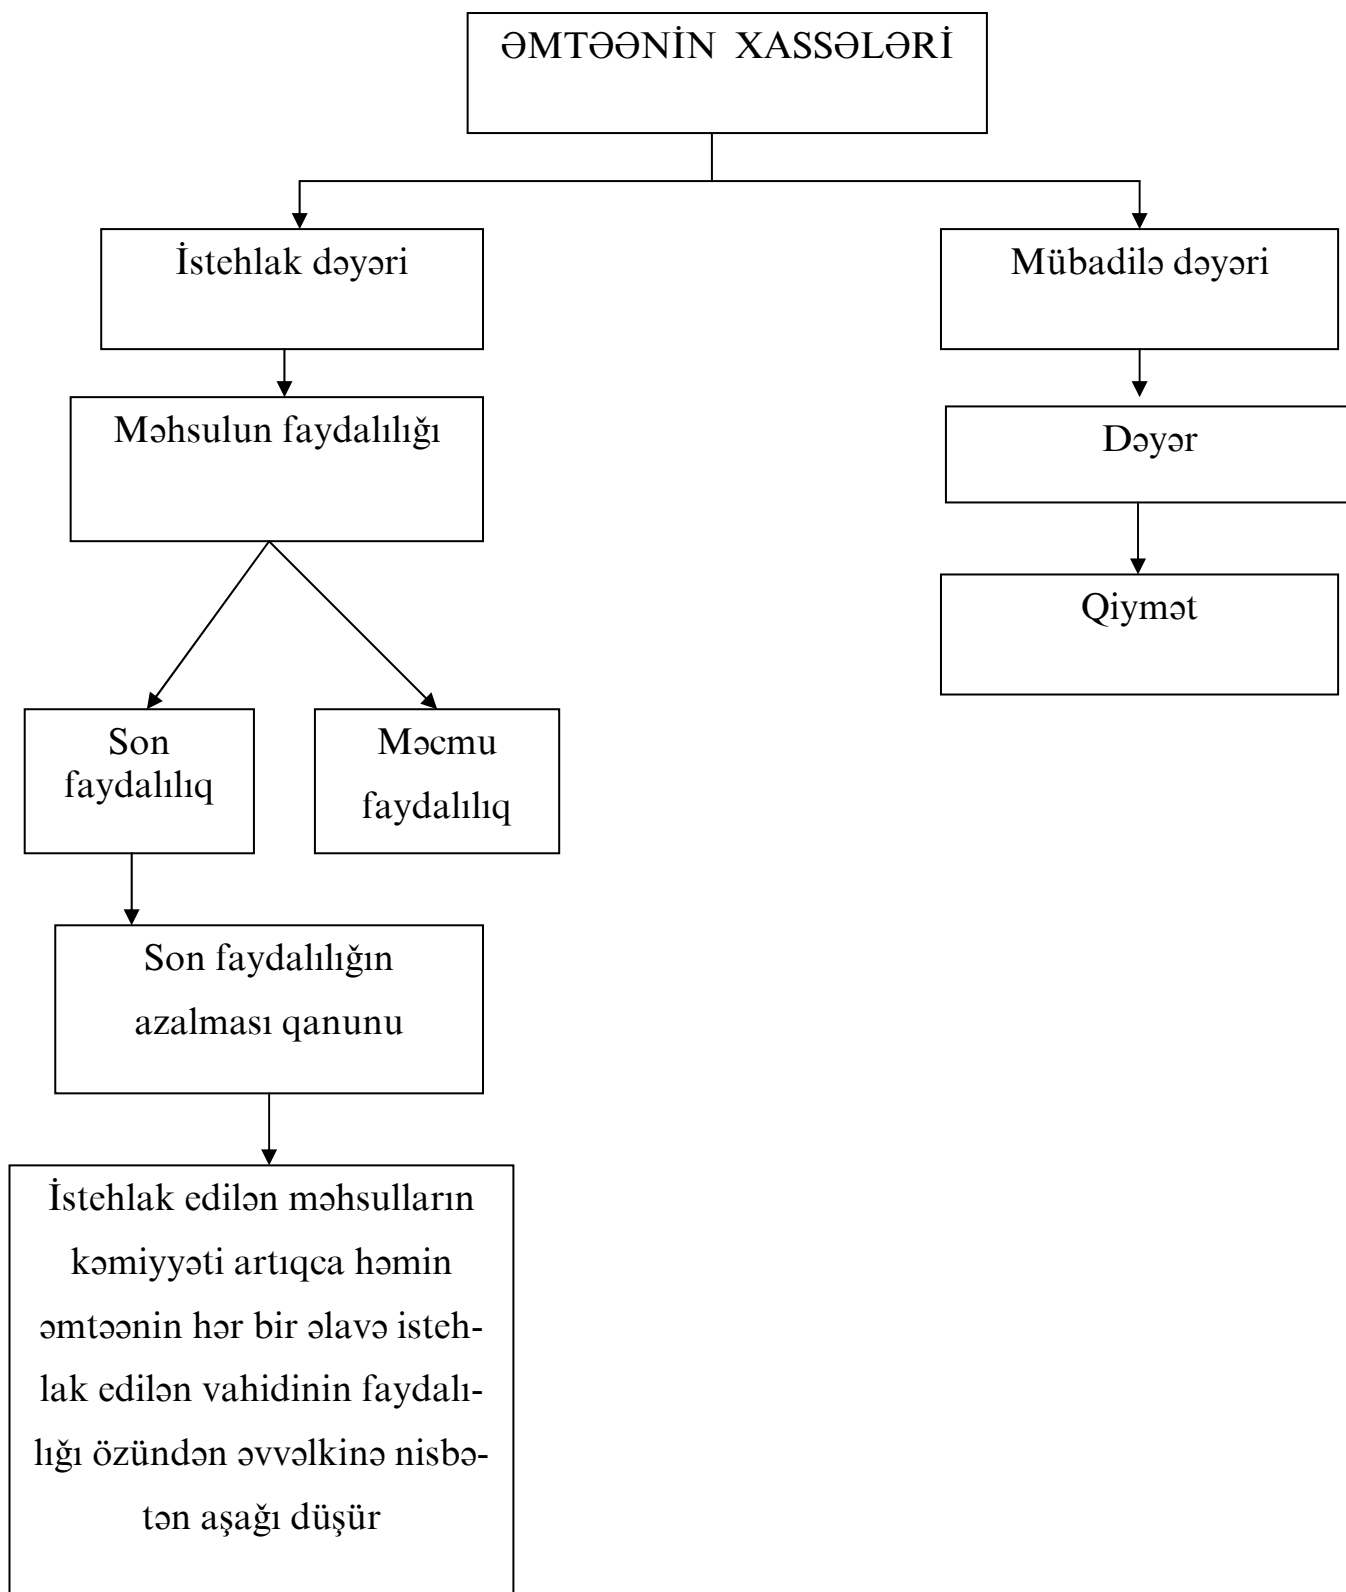 ƏMTƏƏNİN XASSƏLƏRİ
İstehlak dəyəri
Mübadilə dəyəri
Məhsulun faydalılığı
Dəyər
Qiymət
Son
faydalılıq
Məcmu
faydalılıq
Son faydalılığın
azalması qanunu
İstehlak edilən məhsulların
kəmiyyəti artıqca həmin
əmtəənin hər bir əlavə isteh-
lak edilən vahidinin faydalı-
lığı özündən əvvəlkinə nisbə-
tən aşağı düşür